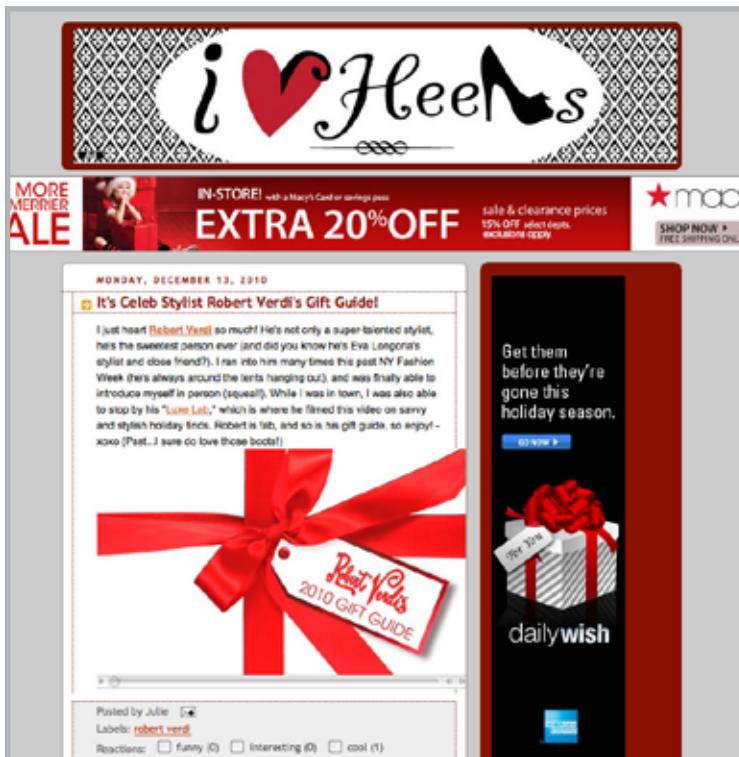 i Heels
MORE
MERRIER
ALE
IN-STORE! with a Macy's Card or savings pass
EXTRA 20% OFF
sale & clearance prices
15% OFF select depts.
exclusions apply
mac
SHOP NOW
FREE SHIPPING ONL
MONDAY, DECEMBER 13, 2010
It's Celeb Stylist Robert Verdi's Gift Guide!
I just heart Robert Verdi so much! He's not only a super-talented stylist,
he's the sweetest person ever (and did you know he's Eva Longoria's
stylist and close friend?). I ran into him many times this past NY Fashion
Week (he's always around the tents hanging out), and was finally able to
introduce myself in person (squeal!). While I was in town, I was also able
to stop by his "Luxe Lab," which is where he filmed this video on savvy
and stylish holiday finds. Robert is fab, and so is his gift guide, so enjoy! -
xoxo (Psst...I sure do love those boots!)
Robert Verdi's
2010 GIFT GUIDE
Posted by Julie
Labels: robert verdi
Reactions: funny (0) interesting (0) cool (1)
Get them
before they're
gone this
holiday season.
GO NOW
For You
dailywish